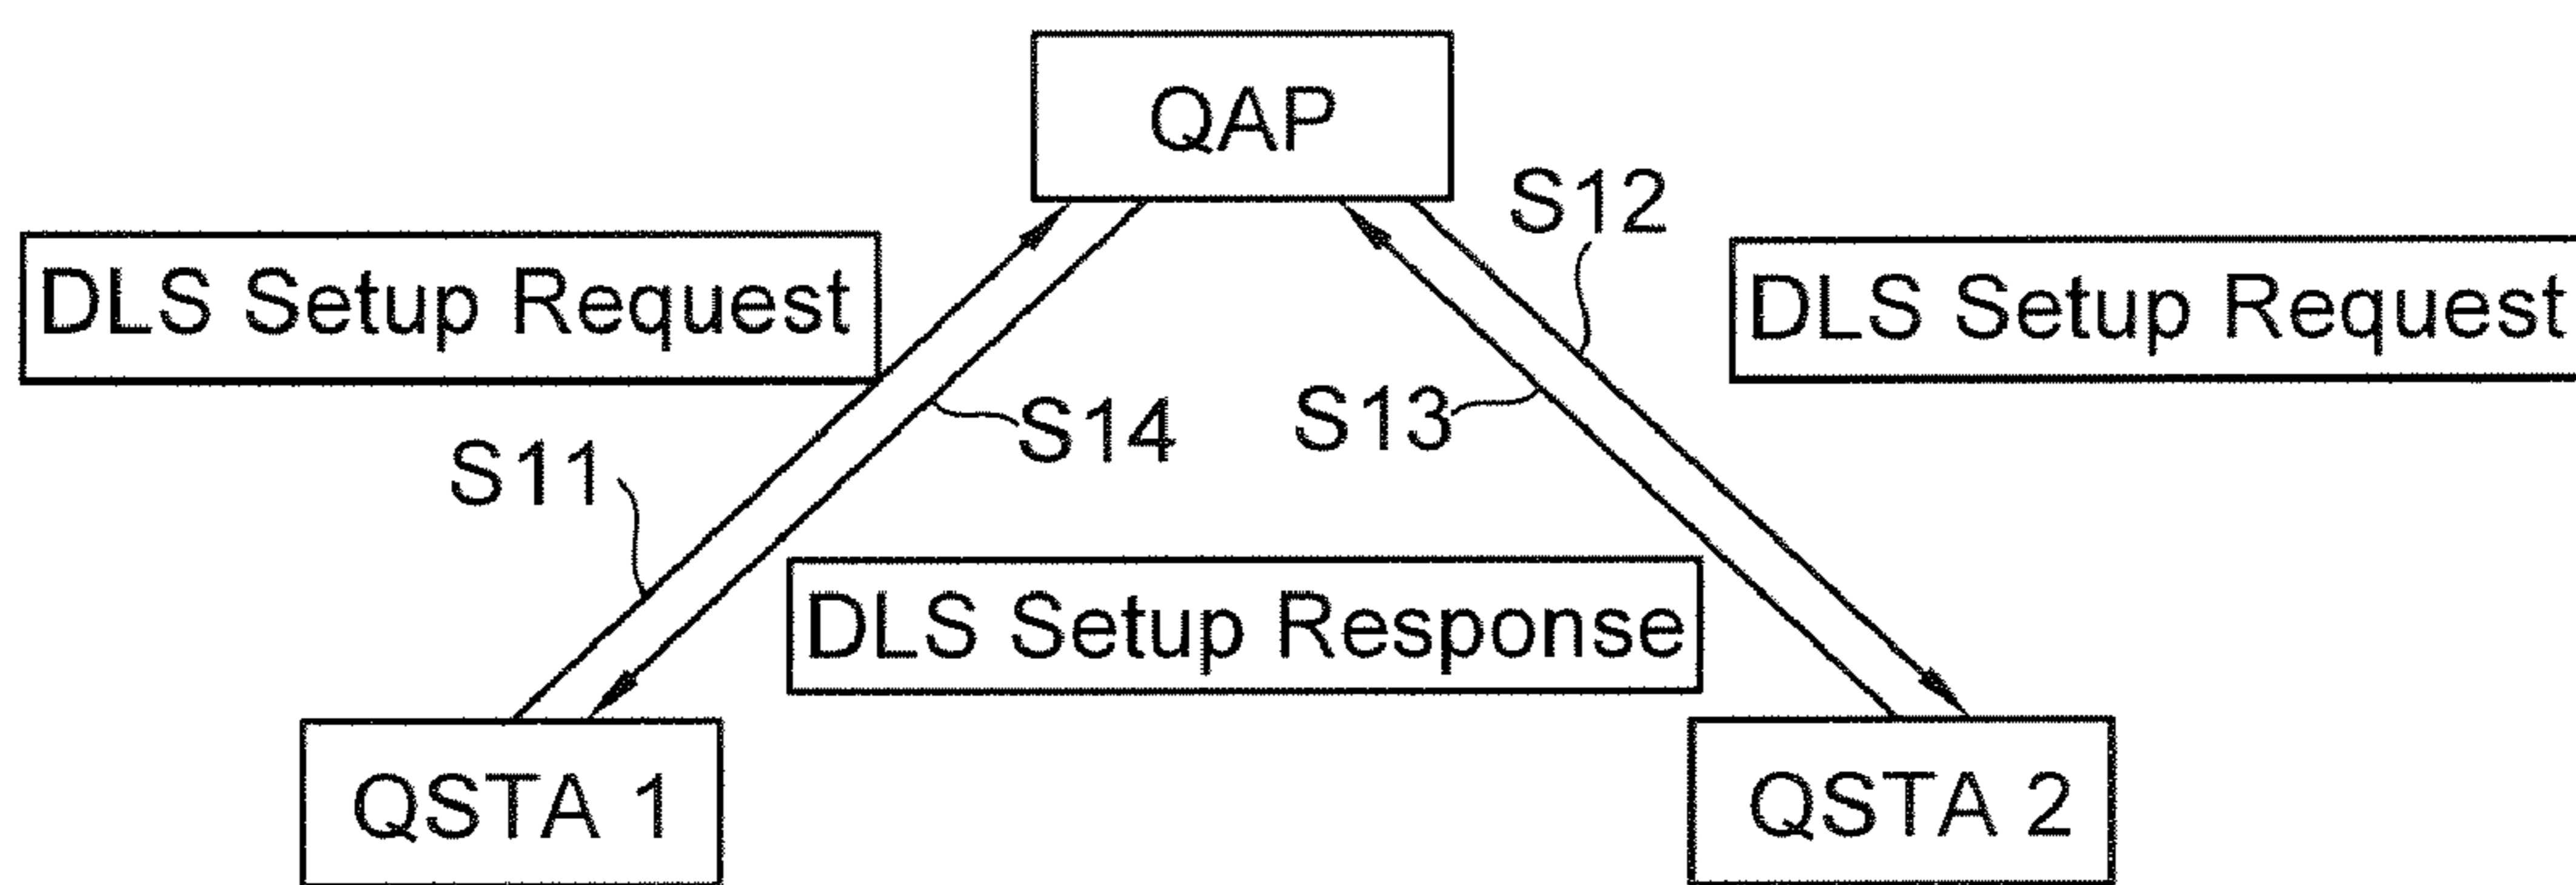 QAP
S12
DLS Setup Request
DLS Setup Request
S14
S13
S11
DLS Setup Response
QSTA 1
QSTA 2